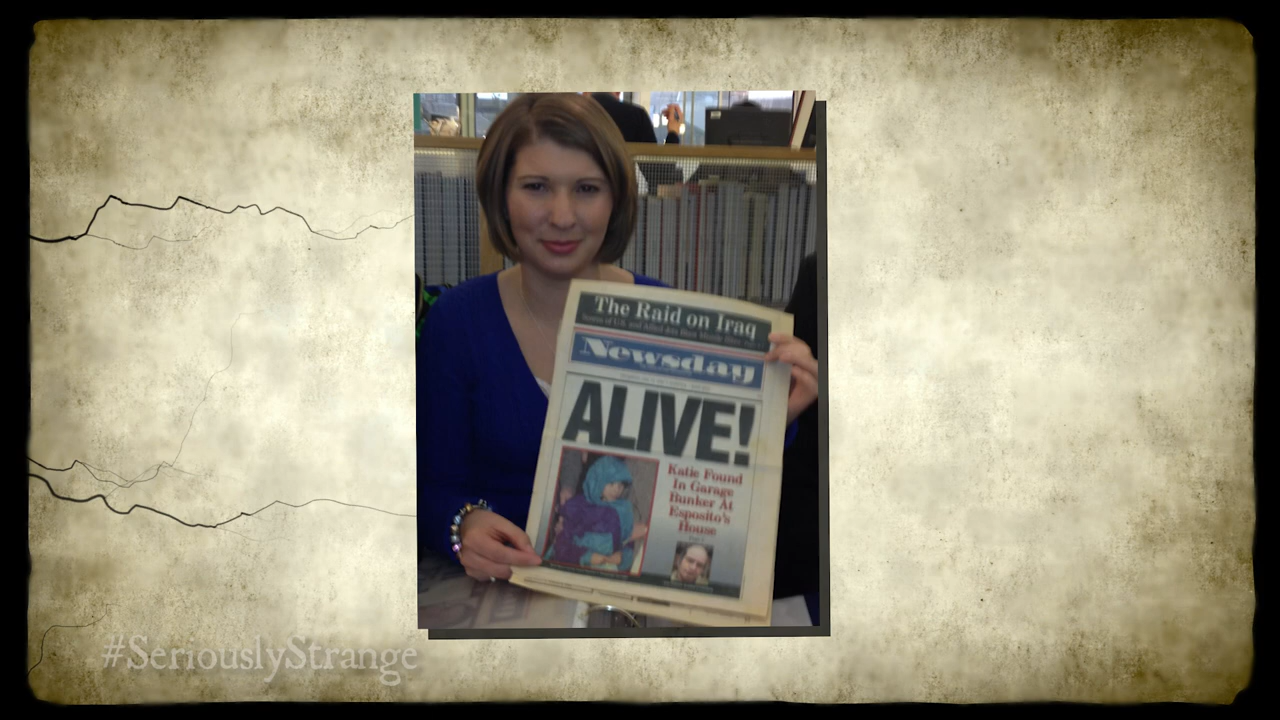 The Raid on Iraq
Newsday
ALIVE!
Katie Found
In Garage
Bunker At
Esposito's
House
#SeriouslyStrange